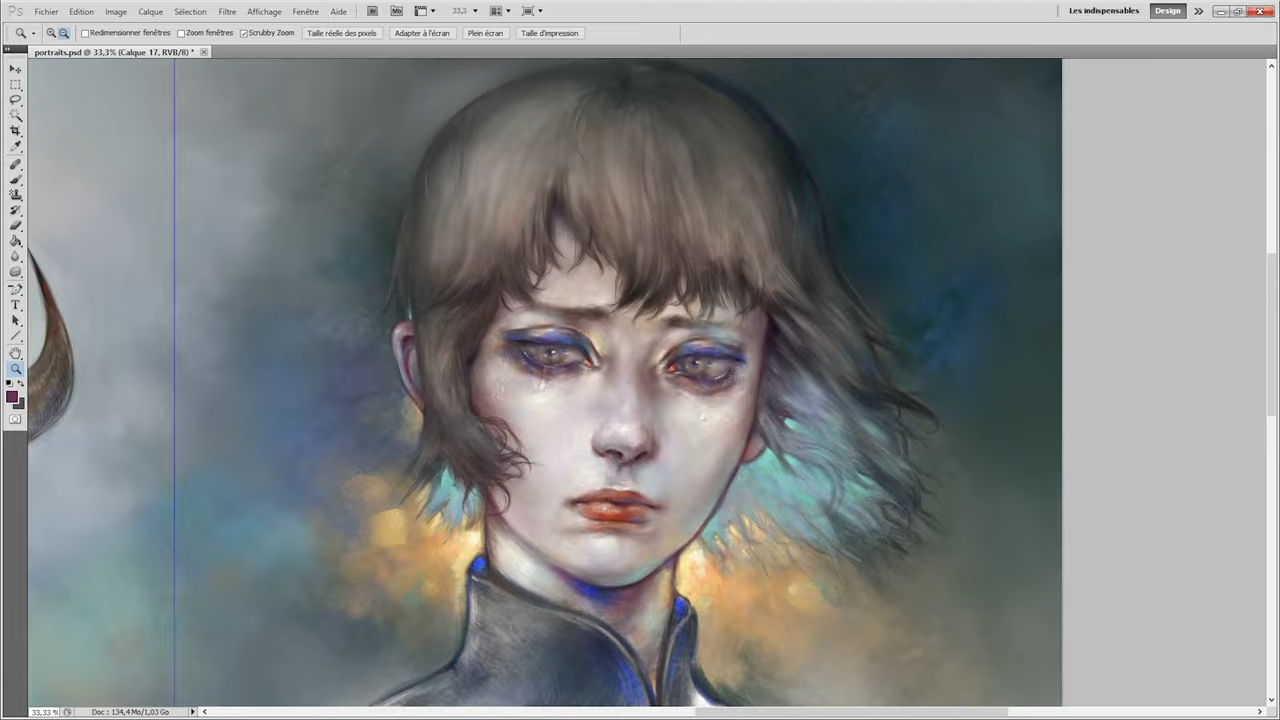 Ps Fichier Edition Image Calque Sélection Filtre Affichage Fenêtre Aide Br Mb 33,3 Les indispensables Design
Redimensionner fenêtres Zoom fenêtres Scrubby Zoom Taille réelle des pixels Adapter à l'écran Plein écran Taille d'impression
portraits.psd @ 33,3% (Calque 17, RVB/8) *
33,33 % Doc : 134,4 Mo/1,03 Go